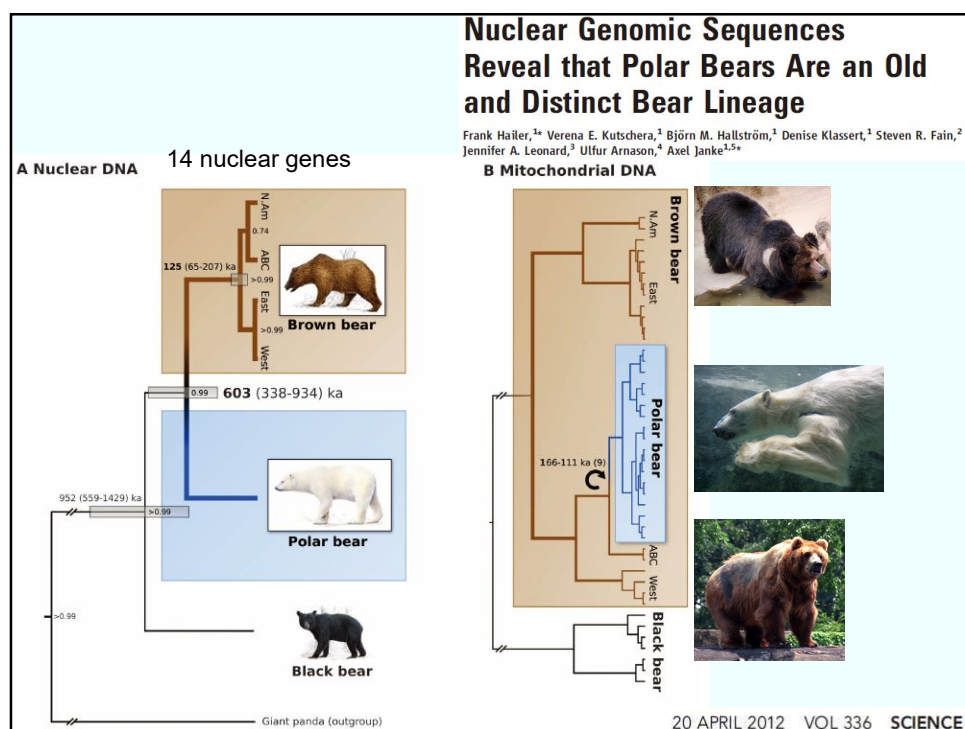 Nuclear Genomic Sequences
Reveal that Polar Bears Are an Old
and Distinct Bear Lineage
Frank Hailer,¹* Verena E. Kutschera,¹ Björn M. Hallström,¹ Denise Klassert,¹ Steven R. Fain,²
Jennifer A. Leonard,³ Ulfur Arnason,⁴ Axel Janke¹,⁵*
14 nuclear genes
A Nuclear DNA
N.Am
0.74
ABC
125 (65-207) ka
>0.99
East
>0.99
West
Brown bear
0.99
603 (338-934) ka
952 (559-1429) ka
>0.99
Polar bear
>0.99
Black bear
Giant panda (outgroup)
B Mitochondrial DNA
Brown bear
N.Am
East
Polar bear
166-111 ka (9)
ABC
West
Black bear
20 APRIL 2012 VOL 336 SCIENCE